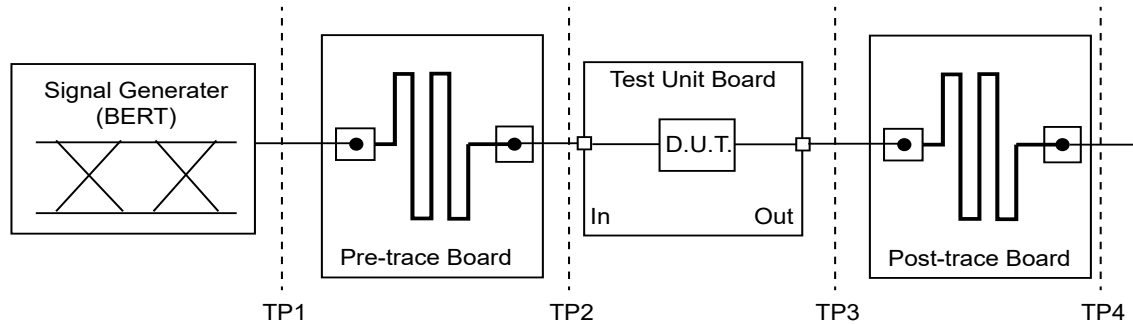 Signal Generater
(BERT)
Pre-trace Board
Test Unit Board
D.U.T.
In
Out
Post-trace Board
TP1
TP2
TP3
TP4